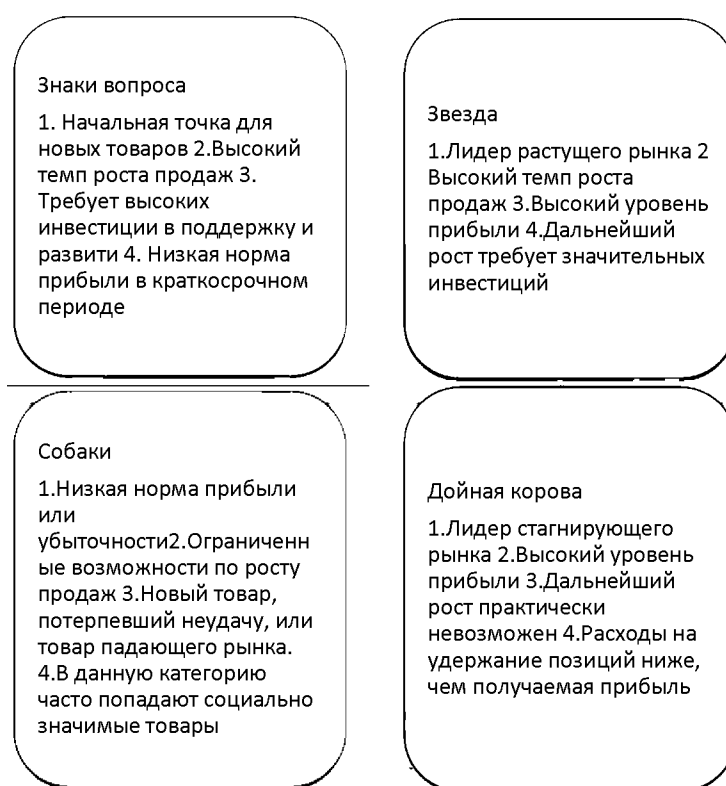 Знаки вопроса
1. Начальная точка для
новых товаров 2.Высокий
темп роста продаж 3.
Требует высоких
инвестиции в поддержку и
развити 4. Низкая норма
прибыли в краткосрочном
периоде
Звезда
1.Лидер растущего рынка 2
Высокий темп роста
продаж 3.Высокий уровень
прибыли 4.Дальнейший
рост требует значительных
инвестиций
Собаки
1.Низкая норма прибыли
или
убыточности2.Ограниченн
ые возможности по росту
продаж 3.Новый товар,
потерпевший неудачу, или
товар падающего рынка.
4.В данную категорию
часто попадают социально
значимые товары
Дойная корова
1.Лидер стагнирующего
рынка 2.Высокий уровень
прибыли 3.Дальнейший
рост практически
невозможен 4.Расходы на
удержание позиций ниже,
чем получаемая прибыль